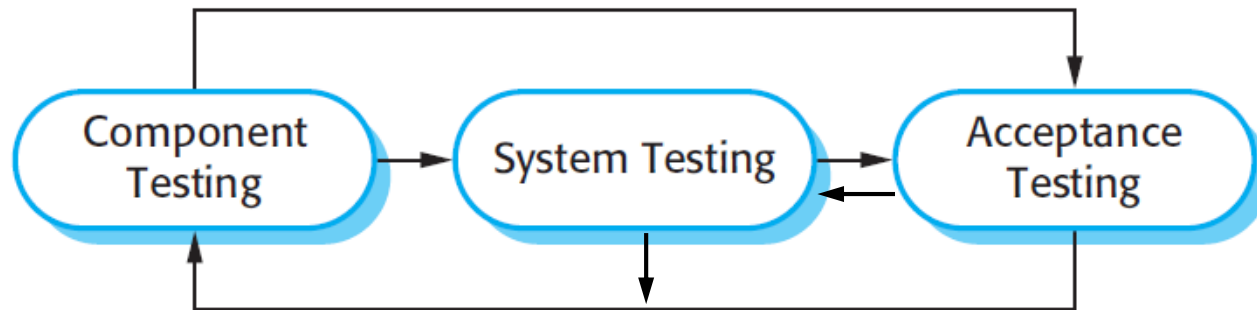 Component
Testing
System Testing
Acceptance
Testing